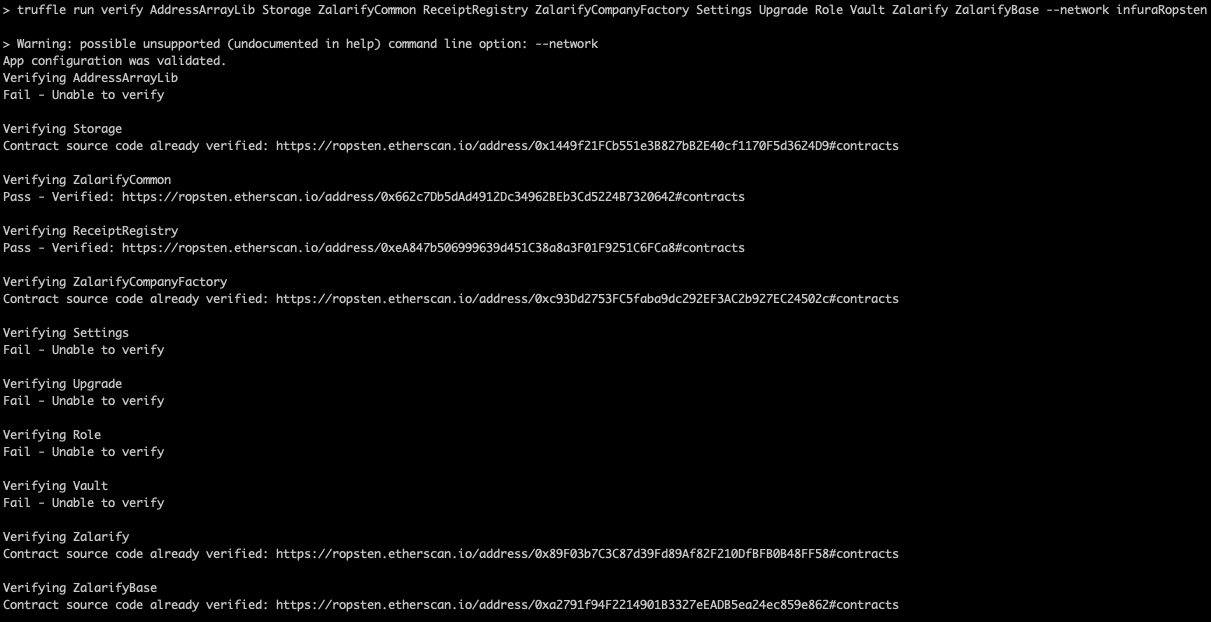 > truffle run verify AddressArrayLib Storage ZalarifyCommon ReceiptRegistry ZalarifyCompanyFactory Settings Upgrade Role Vault Zalarify ZalarifyBase --network infuraRopsten
> Warning: possible unsupported (undocumented in help) command line option: --network
App configuration was validated.
Verifying AddressArrayLib
Fail - Unable to verify
Verifying Storage
Contract source code already verified: https://ropsten.etherscan.io/address/0x1449f21FCb551e3B827bB2E40cf1170F5d3624D9#contracts
Verifying ZalarifyCommon
Pass - Verified: https://ropsten.etherscan.io/address/0x662c7Db5dAd4912Dc34962BEb3Cd5224B7320642#contracts
Verifying ReceiptRegistry
Pass - Verified: https://ropsten.etherscan.io/address/0xeA847b506999639d451C38a8a3F01F9251C6FCa8#contracts
Verifying ZalarifyCompanyFactory
Contract source code already verified: https://ropsten.etherscan.io/address/0xc93Dd2753FC5faba9dc292EF3AC2b927EC24502c#contracts
Verifying Settings
Fail - Unable to verify
Verifying Upgrade
Fail - Unable to verify
Verifying Role
Fail - Unable to verify
Verifying Vault
Fail - Unable to verify
Verifying Zalarify
Contract source code already verified: https://ropsten.etherscan.io/address/0x89F03b7C3C87d39Fd89Af82F210DfBFB0B48FF58#contracts
Verifying ZalarifyBase
Contract source code already verified: https://ropsten.etherscan.io/address/0xa2791f94F2214901B3327eEADB5ea24ec859e862#contracts